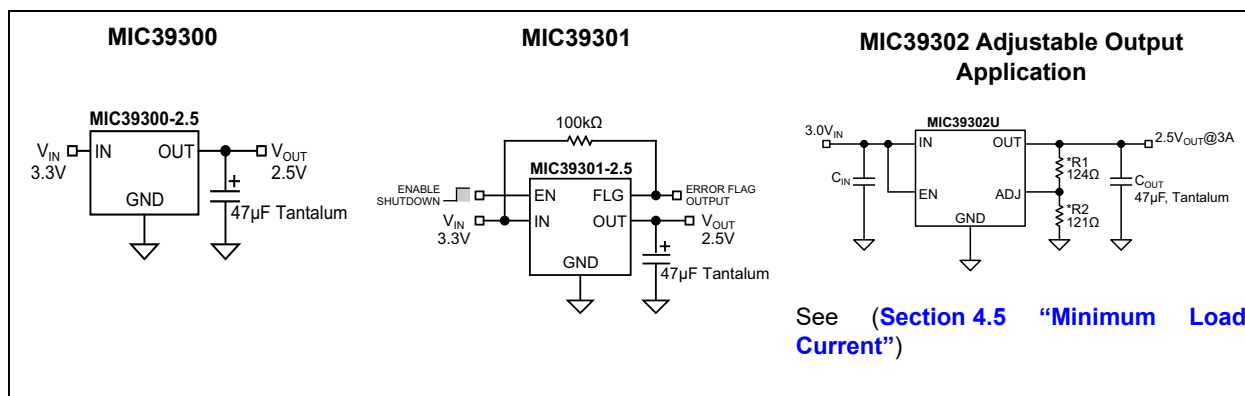 MIC39300
MIC39300-2.5
VIN
3.3V
IN
OUT
GND
VOUT
2.5V
+
47µF Tantalum
MIC39301
100kΩ
MIC39301-2.5
ENABLE
SHUTDOWN
EN
FLG
ERROR FLAG
OUTPUT
VIN
3.3V
IN
OUT
VOUT
2.5V
GND
+
47µF Tantalum
MIC39302 Adjustable Output
Application
MIC39302U
3.0VIN
IN
OUT
2.5VOUT@3A
CIN
EN
ADJ
GND
*R1
124Ω
*R2
121Ω
COUT
47µF, Tantalum
See (Section 4.5 “Minimum Load
Current”)